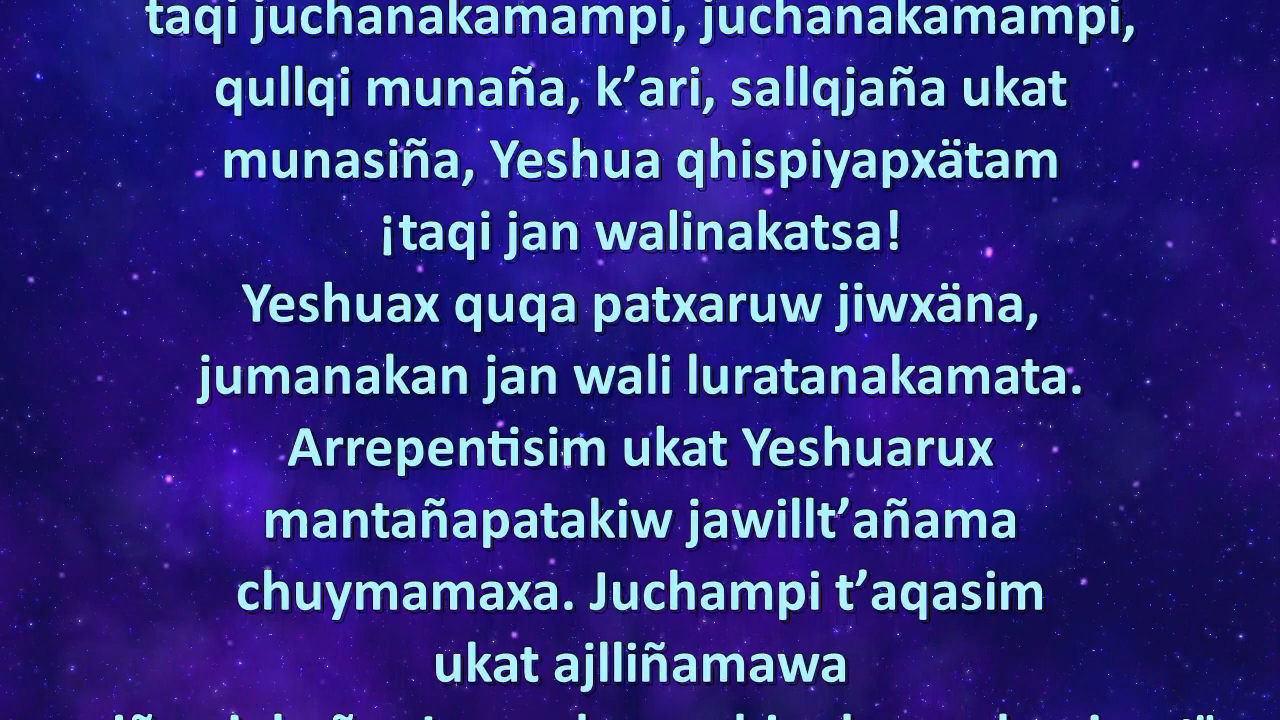 taqi juchanakamampi, juchanakamampi,
qullqi munaña, k’ari, sallqjaña ukat
munasiña, Yeshua qhispiyapxätam
¡taqi jan walinakatsa!
Yeshuax quqa patxaruw jiwxäna,
jumanakan jan wali luratanakamata.
Arrepentisim ukat Yeshuarux
mantañapatakiw jawillt’añama
chuymamaxa. Juchampi t’aqasim
ukat ajlliñamawa